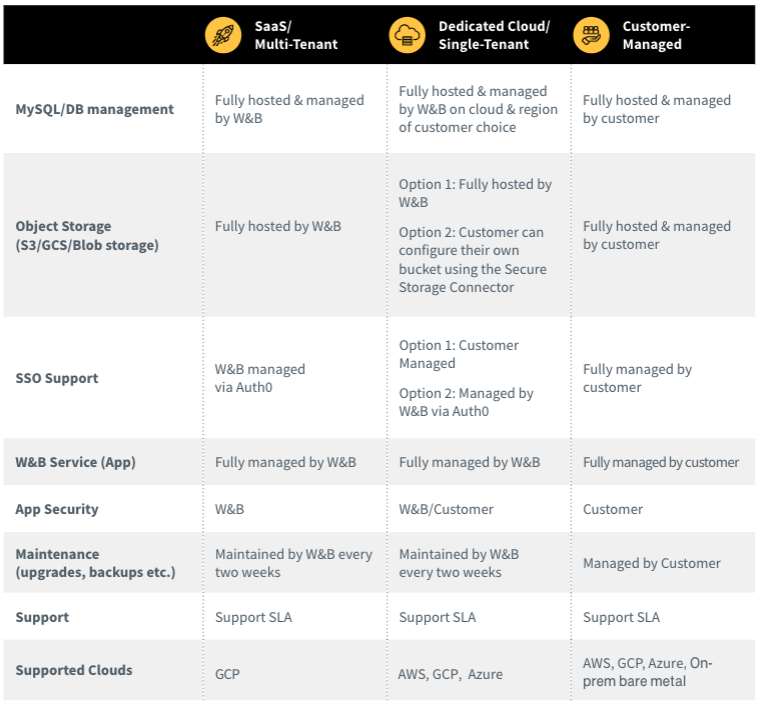 SaaS/
Multi-Tenant
Dedicated Cloud/
Single-Tenant
Customer-
Managed
MySQL/DB management
Fully hosted & managed
by W&B
Fully hosted & managed
by W&B on cloud & region
of customer choice
Fully hosted & managed
by customer
Object Storage
(S3/GCS/Blob storage)
Fully hosted by W&B
Option 1: Fully hosted by
W&B
Option 2: Customer can
configure their own
bucket using the Secure
Storage Connector
Fully hosted & managed
by customer
SSO Support
W&B managed
via Auth0
Option 1: Customer
Managed
Option 2: Managed by
W&B via Auth0
Fully managed by
customer
W&B Service (App)
Fully managed by W&B
Fully managed by W&B
Fully managed by customer
App Security
W&B
W&B/Customer
Customer
Maintenance
(upgrades, backups etc.)
Maintained by W&B every
two weeks
Maintained by W&B
every two weeks
Managed by Customer
Support
Support SLA
Support SLA
Support SLA
Supported Clouds
GCP
AWS, GCP, Azure
AWS, GCP, Azure, On-
prem bare metal